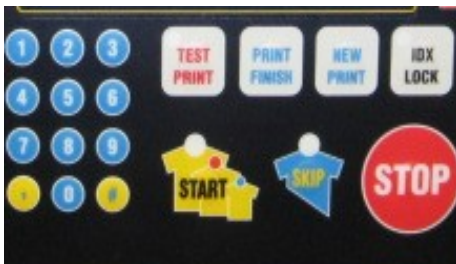 1 2 3
4 5 6
7 8 9
0 #
TEST PRINT
PRINT FINISH
NEW PRINT
IDX LOCK
START
SKIP
STOP